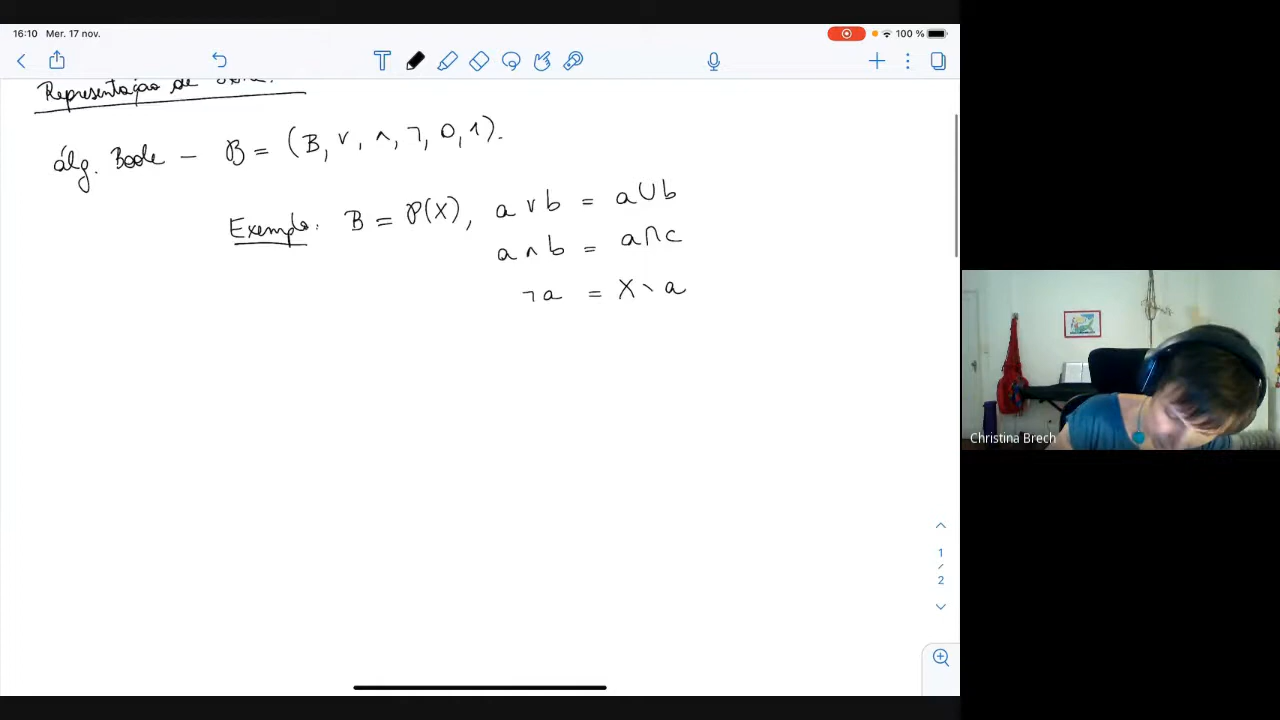 16:10 Mer. 17 nov. 100 %
Representação de
álg. Boole — B = (B, ∨, ∧, ¬, 0, 1).
Exemplo: B = P(X), a ∨ b = a ∪ b
a ∧ b = a ∩ c
¬a = X \ a
Christina Brech
1
/
2